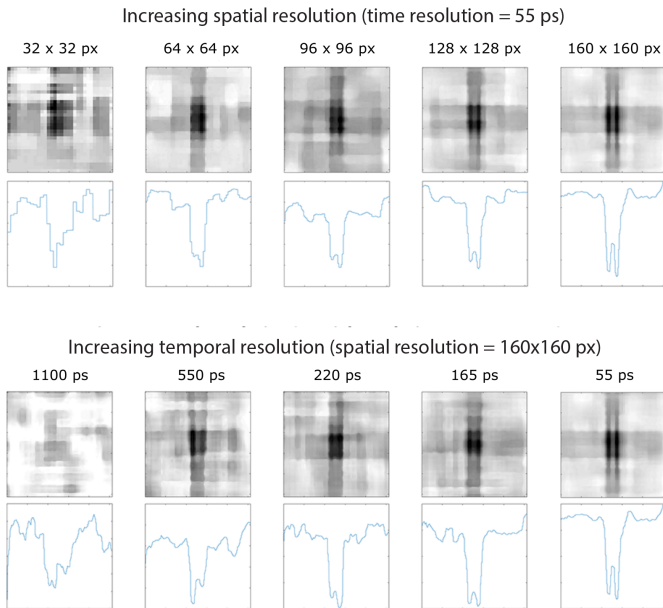 Increasing spatial resolution (time resolution = 55 ps)
32 x 32 px 64 x 64 px 96 x 96 px 128 x 128 px 160 x 160 px
Increasing temporal resolution (spatial resolution = 160x160 px)
1100 ps 550 ps 220 ps 165 ps 55 ps